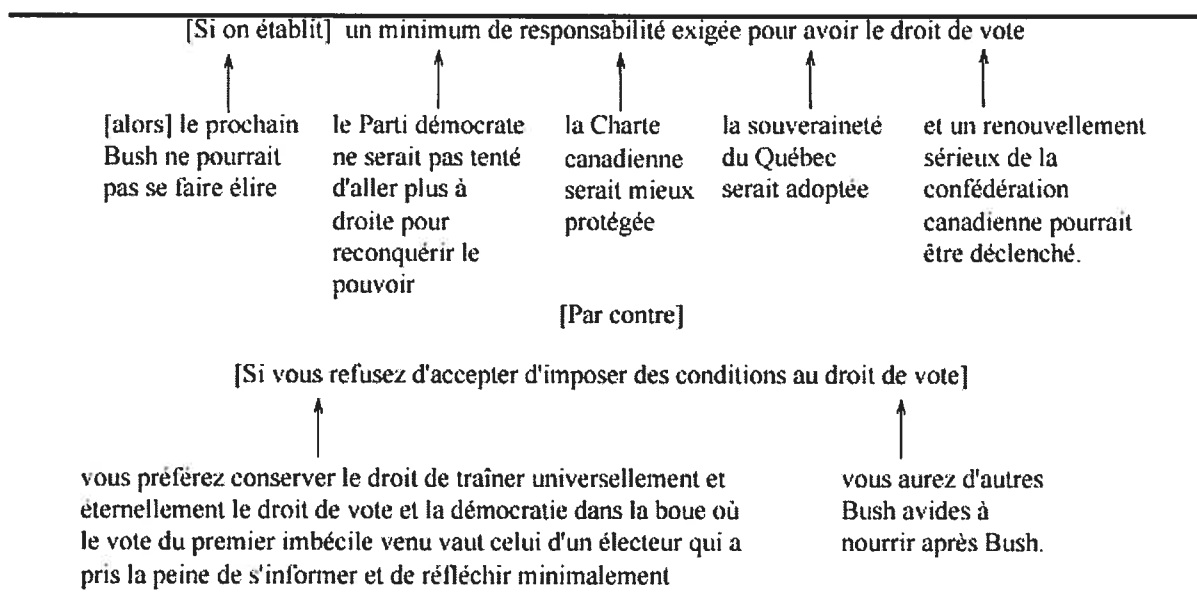 [Si on établit] un minimum de responsabilité exigée pour avoir le droit de vote
[alors] le prochain
Bush ne pourrait
pas se faire élire
le Parti démocrate
ne serait pas tenté
d'aller plus à
droite pour
reconquérir le
pouvoir
la Charte
canadienne
serait mieux
protégée
la souveraineté
du Québec
serait adoptée
et un renouvellement
sérieux de la
confédération
canadienne pourrait
être déclenché.
[Par contre]
[Si vous refusez d'accepter d'imposer des conditions au droit de vote]
vous préférez conserver le droit de traîner universellement et
éternellement le droit de vote et la démocratie dans la boue où
le vote du premier imbécile venu vaut celui d'un électeur qui a
pris la peine de s'informer et de réfléchir minimalement
vous aurez d'autres
Bush avides à
nourrir après Bush.